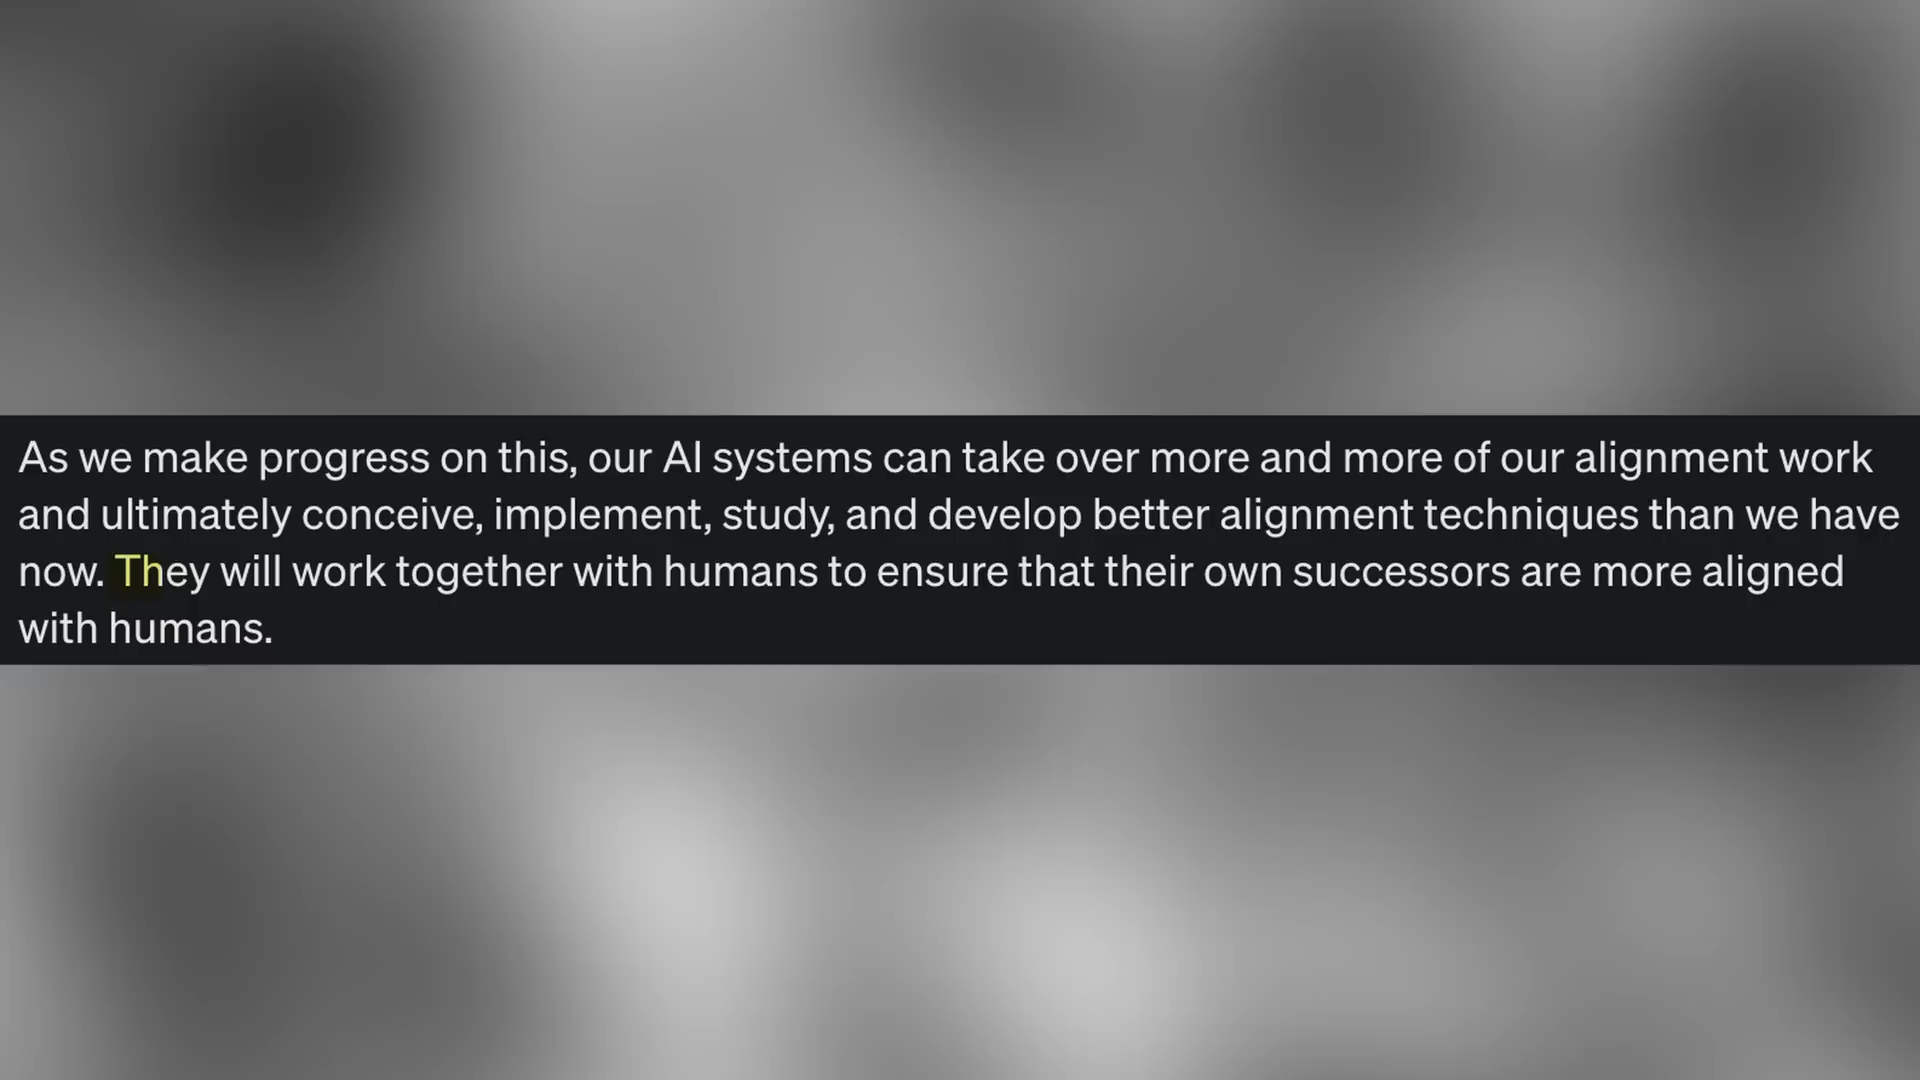 As we make progress on this, our AI systems can take over more and more of our alignment work
and ultimately conceive, implement, study, and develop better alignment techniques than we have
now. They will work together with humans to ensure that their own successors are more aligned
with humans.